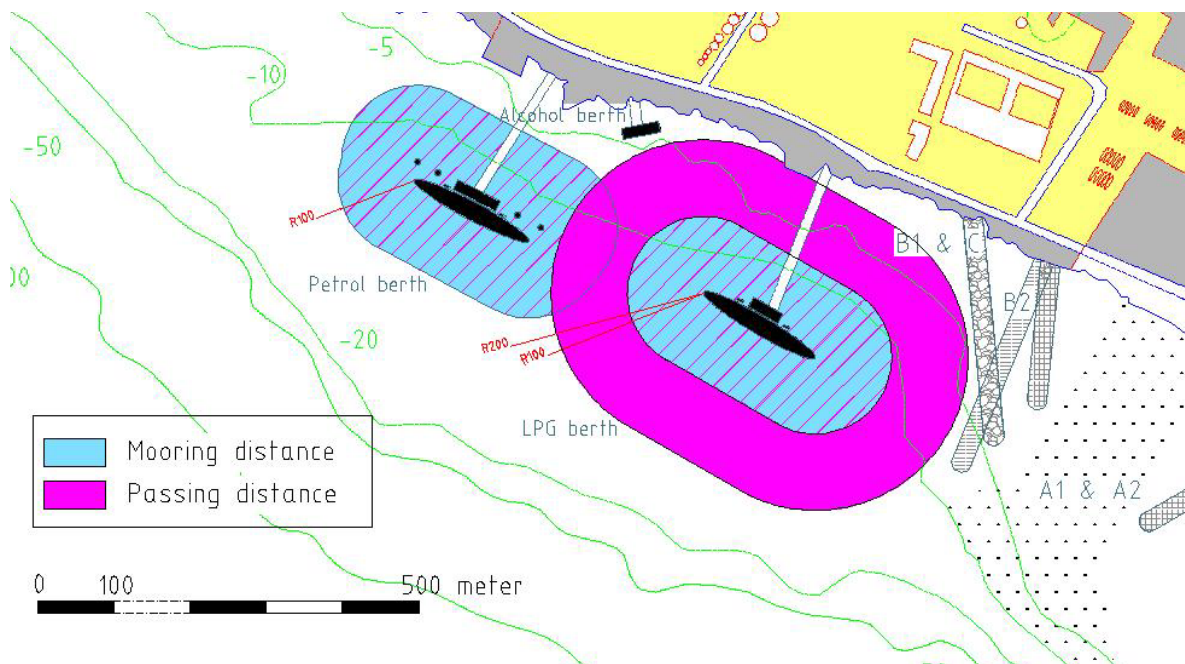 -5
-10
-50
Alcohol berth
R100
B1 & C
Petrol berth
B2
00
-20
R200
R100
LPG berth
Mooring distance
Passing distance
A1 & A2
0 100 500 meter